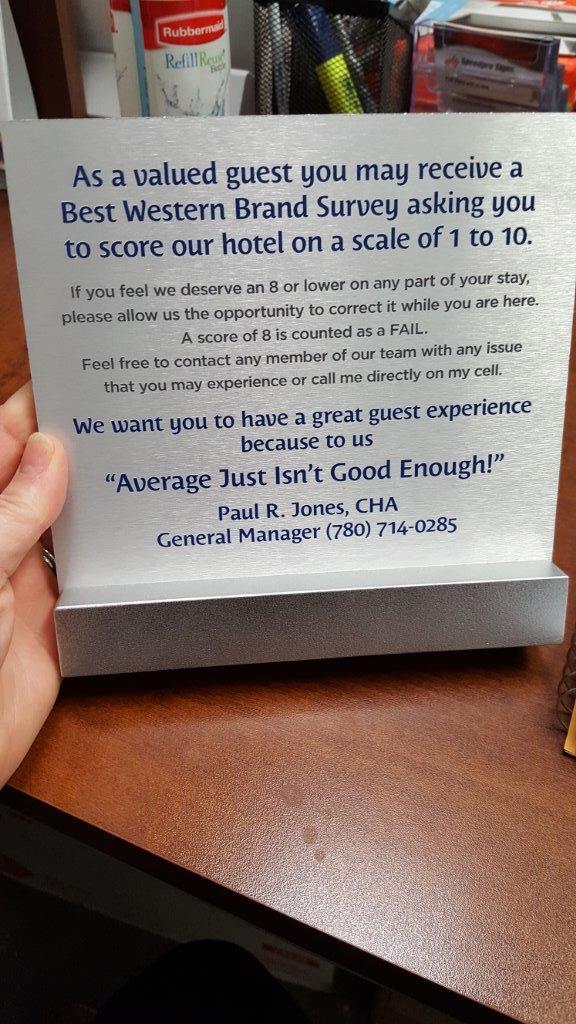 Rubbermaid
Refill Reuse
Speedpro Signs
As a valued guest you may receive a
Best Western Brand Survey asking you
to score our hotel on a scale of 1 to 10.
If you feel we deserve an 8 or lower on any part of your stay,
please allow us the opportunity to correct it while you are here.
A score of 8 is counted as a FAIL.
Feel free to contact any member of our team with any issue
that you may experience or call me directly on my cell.
We want you to have a great guest experience
because to us
“Average Just Isn’t Good Enough!”
Paul R. Jones, CHA
General Manager (780) 714-0285